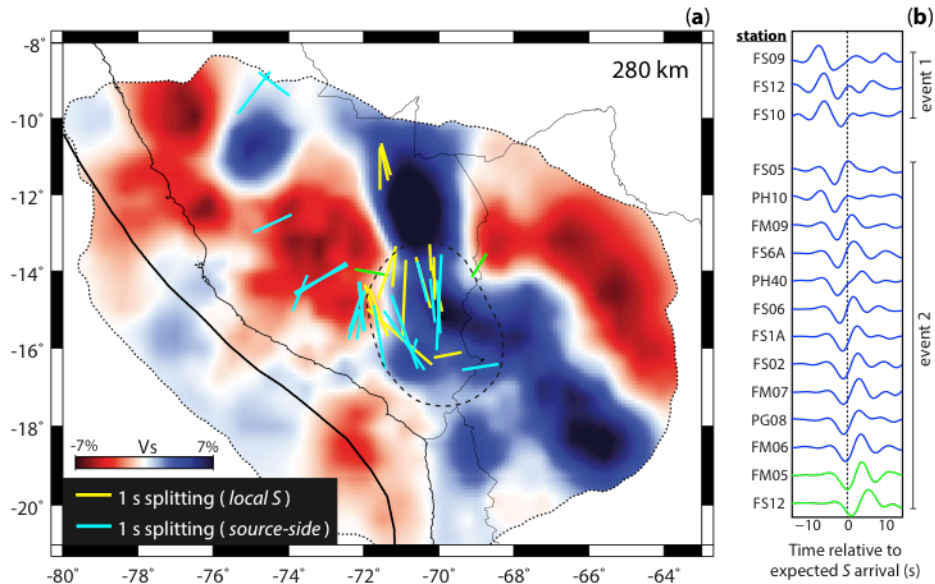 (a)
280 km
-8°
-10°
-12°
-14°
-16°
-18°
-20°
-7% Vs 7%
1 s splitting (local S)
1 s splitting (source-side)
-80° -78° -76° -74° -72° -70° -68° -66° -64°
(b)
station
FS09
FS12
FS10
event 1
FS05
PH10
FM09
FS6A
PH40
FS06
FS1A
FS02
FM07
PG08
FM06
FM05
FS12
event 2
-10 0 10
Time relative to
expected S arrival (s)